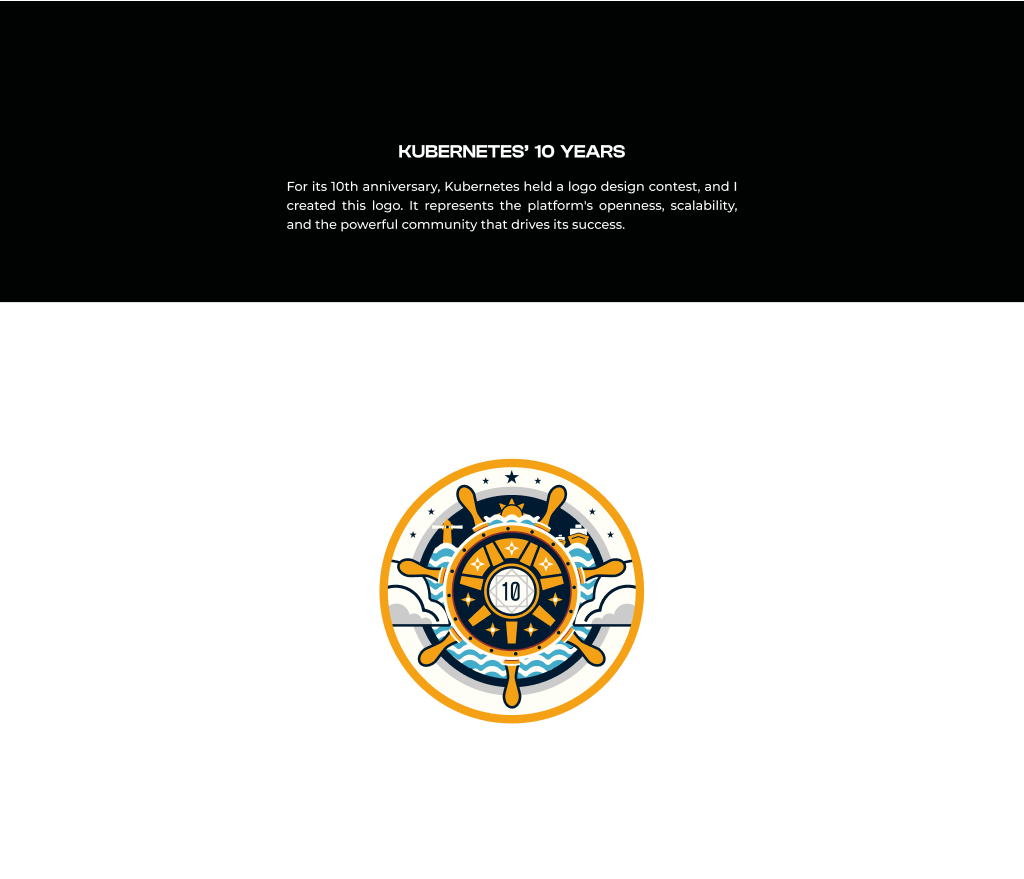 KUBERNETES’ 10 YEARS
For its 10th anniversary, Kubernetes held a logo design contest, and I
created this logo. It represents the platform's openness, scalability,
and the powerful community that drives its success.
10